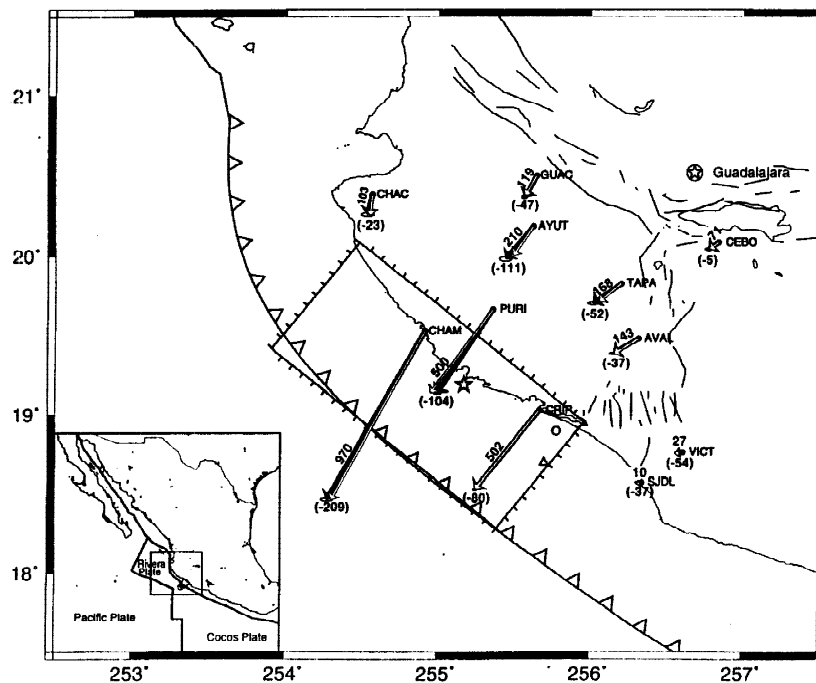 21°
20°
19°
18°
253°
254°
255°
256°
257°
Guadalajara
CHAC
103
(-23)
GUAC
119
(-47)
AYUT
210
(-111)
CEBO
(-5)
TAPA
168
(-52)
PURI
500
(-104)
CHAM
970
(-209)
AVAL
143
(-37)
CRIP
502
(-80)
27
VICT
(-54)
10
SJDL
(-37)
Rivera
Plate
Pacific Plate
Cocos Plate